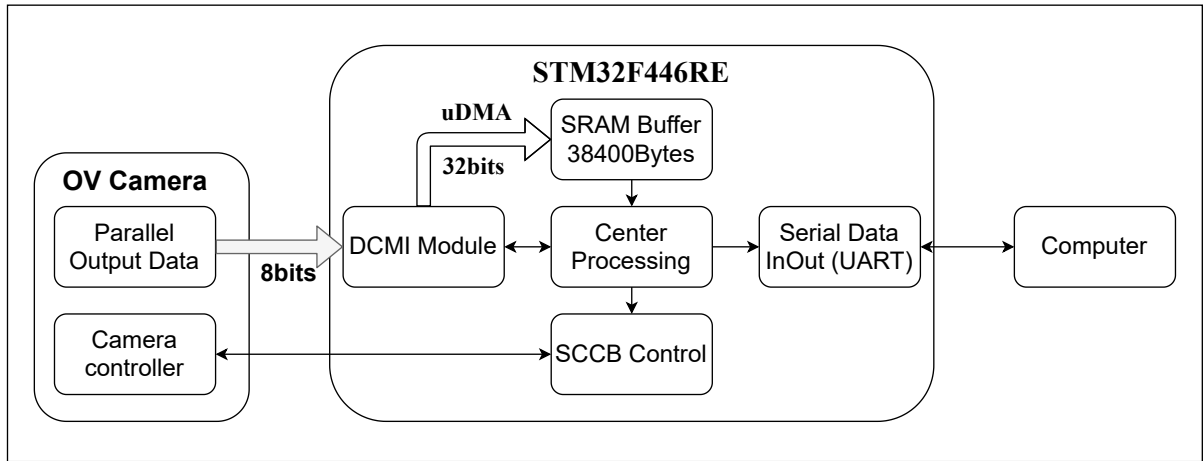 STM32F446RE
uDMA
32bits
SRAM Buffer
38400Bytes
OV Camera
Parallel
Output Data
8bits
DCMI Module
Center
Processing
Serial Data
InOut (UART)
Computer
Camera
controller
SCCB Control